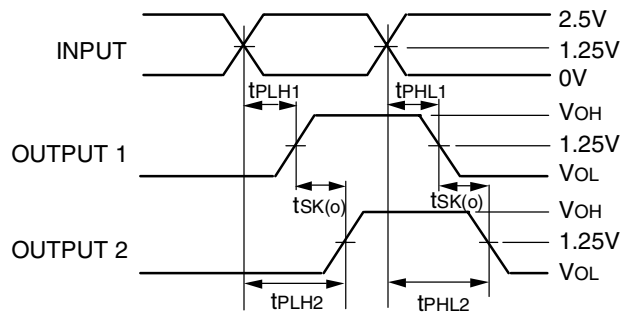 2.5V
INPUT
1.25V
0V
tPLH1
tPHL1
VOH
OUTPUT 1
1.25V
VOL
tSK(o)
tSK(o)
VOH
OUTPUT 2
1.25V
VOL
tPLH2
tPHL2